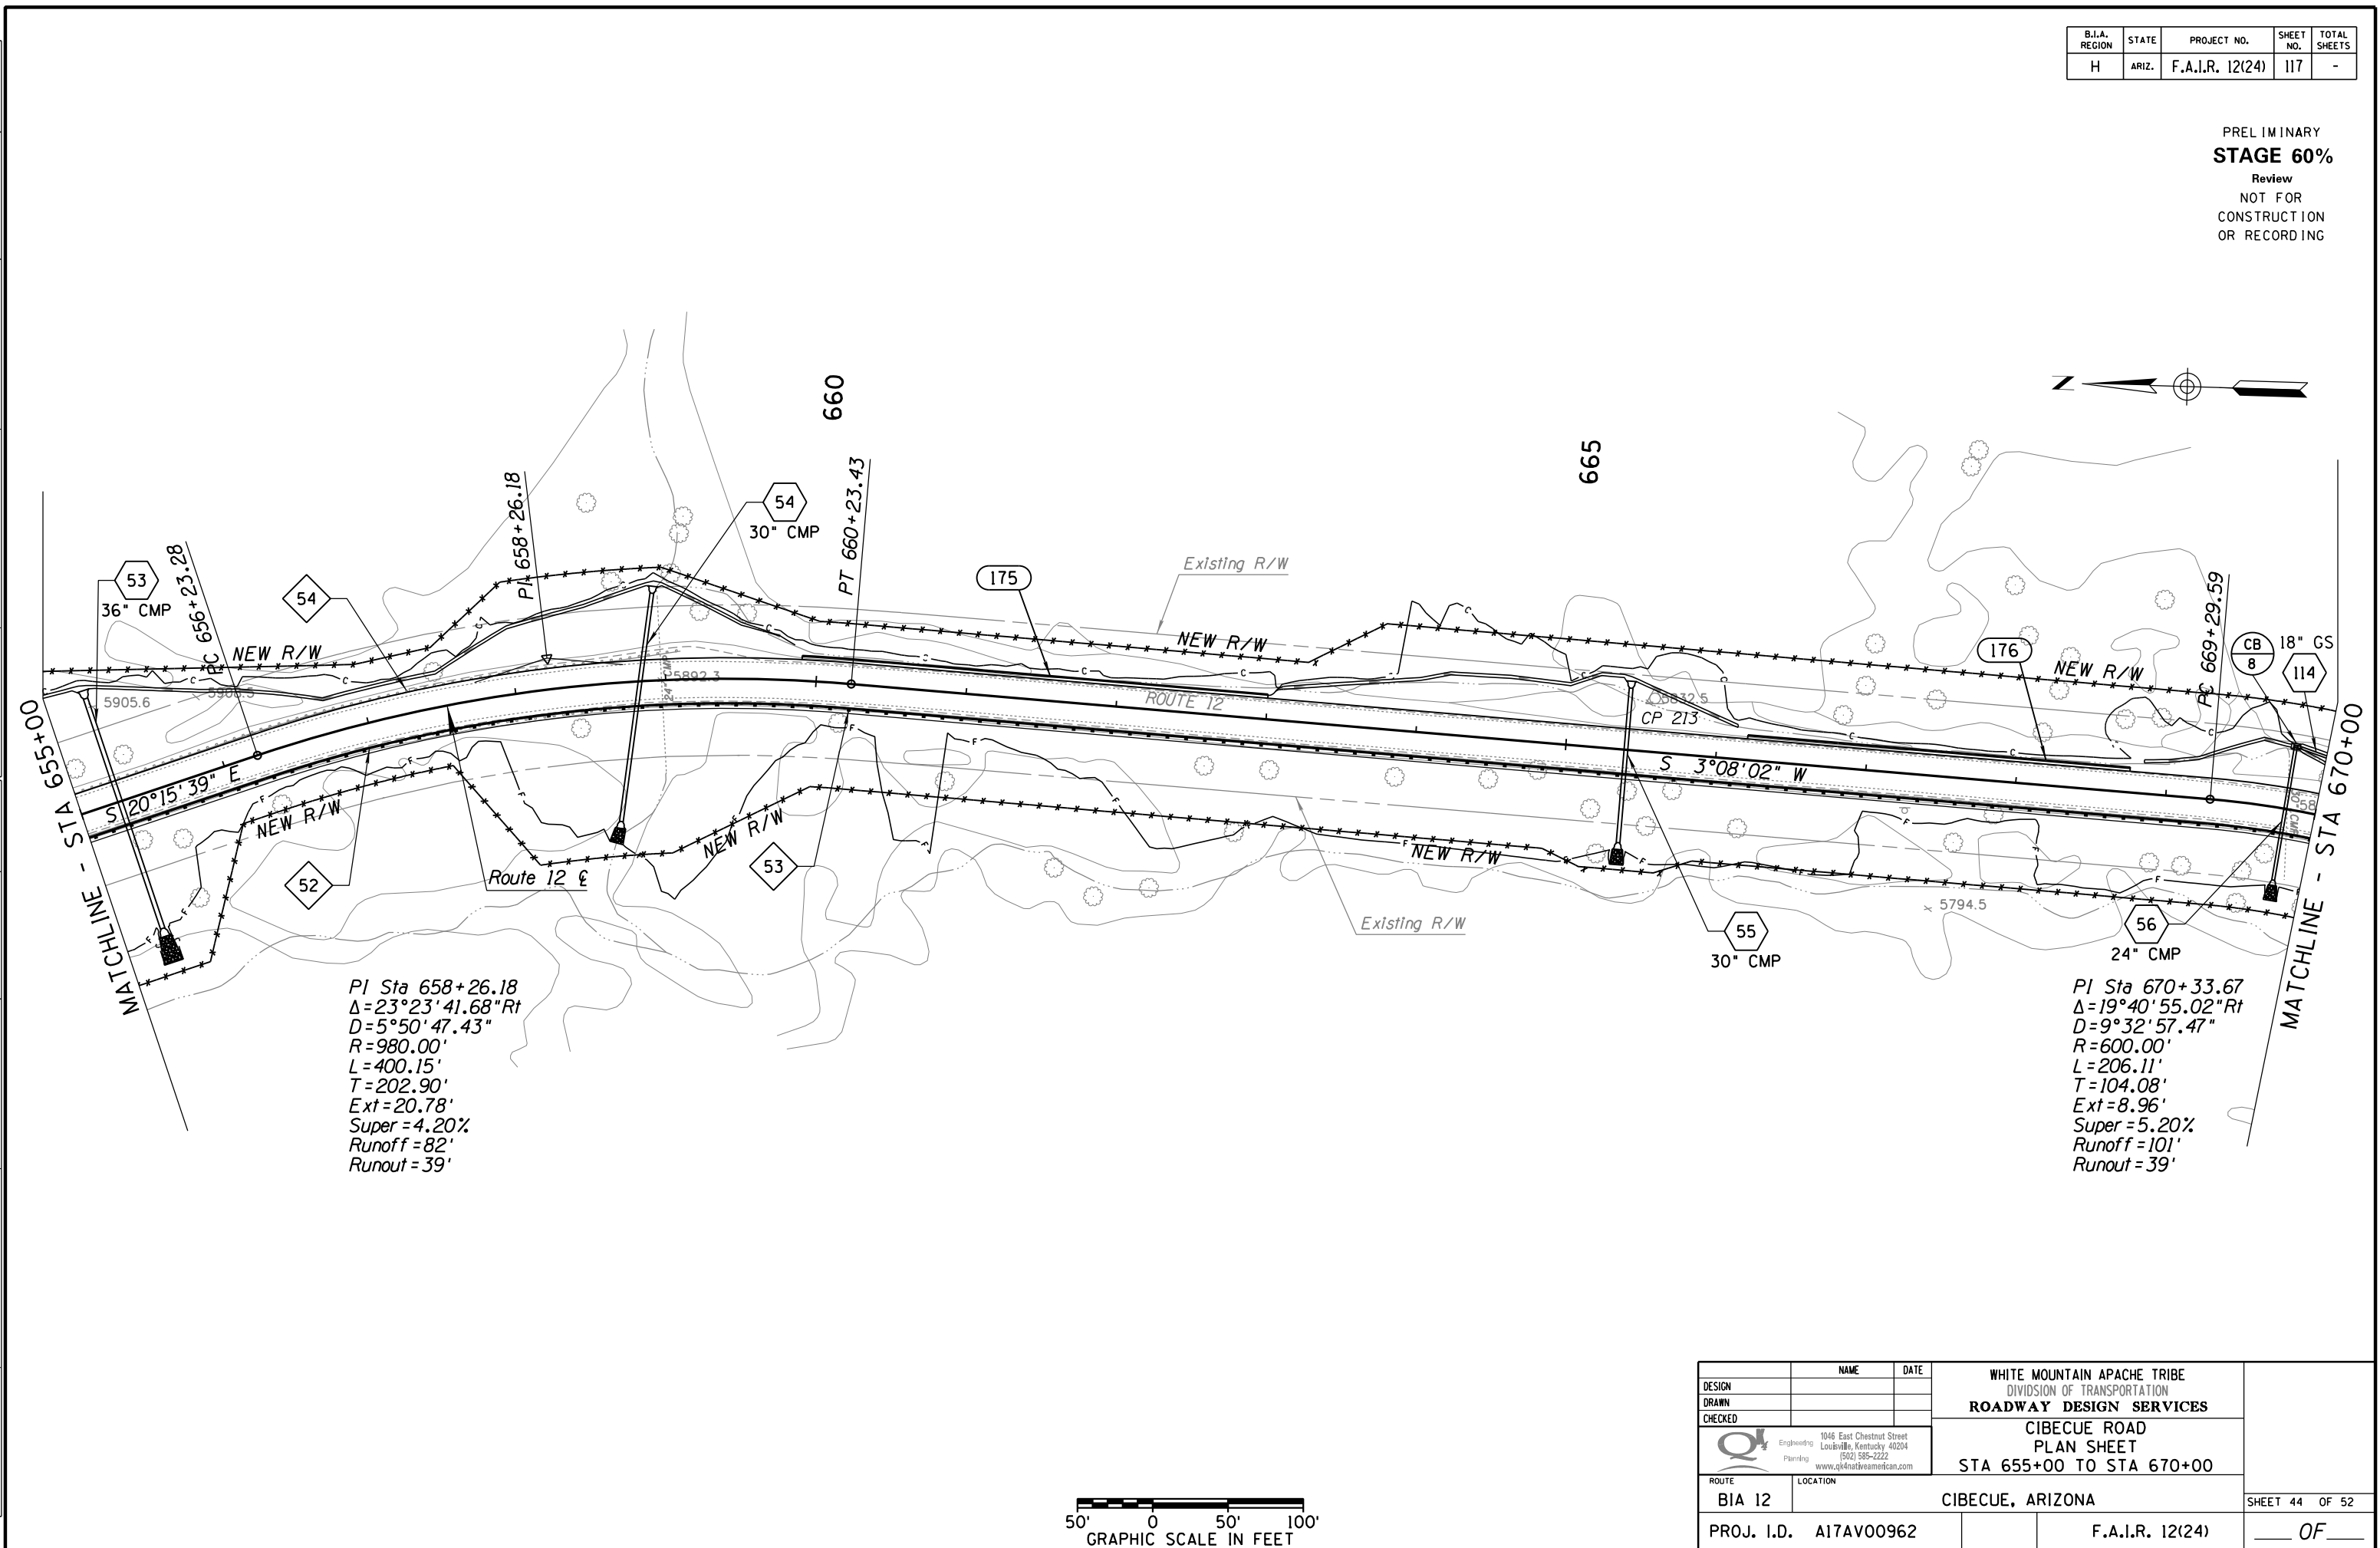 B.I.A. REGION STATE PROJECT NO. SHEET NO. TOTAL SHEETS
H ARIZ. F.A.I.R. 12(24) 117 -
PRELIMINARY
STAGE 60%
Review
NOT FOR
CONSTRUCTION
OR RECORDING
660
665
Z
MATCHLINE - STA 655+00
53
36" CMP
PC 656+23.28
NEW R/W
54
PI 658+26.18
54
30" CMP
PT 660+23.43
175
Existing R/W
NEW R/W
176
NEW R/W
PC 669+29.59
CB
8
18" GS
114
MATCHLINE - STA 670+00
5905.6
24" CMP
5892.3
ROUTE 12
CP 213
S 20°15'39" E
S 3°08'02" W
NEW R/W
52
Route 12 ℄
NEW R/W
53
NEW R/W
Existing R/W
55
30" CMP
5794.5
56
24" CMP
PI Sta 658+26.18
Δ=23°23'41.68"Rt
D=5°50'47.43"
R=980.00'
L=400.15'
T=202.90'
Ext=20.78'
Super=4.20%
Runoff=82'
Runout=39'
PI Sta 670+33.67
Δ=19°40'55.02"Rt
D=9°32'57.47"
R=600.00'
L=206.11'
T=104.08'
Ext=8.96'
Super=5.20%
Runoff=101'
Runout=39'
50' 0 50' 100'
GRAPHIC SCALE IN FEET
NAME DATE
DESIGN
DRAWN
CHECKED
WHITE MOUNTAIN APACHE TRIBE
DIVIDSION OF TRANSPORTATION
ROADWAY DESIGN SERVICES
Qk4
Engineering
Planning
1046 East Chestnut Street
Louisville, Kentucky 40204
(502) 585-2222
www.qk4nativeamerican.com
CIBECUE ROAD
PLAN SHEET
STA 655+00 TO STA 670+00
ROUTE
BIA 12
LOCATION
CIBECUE, ARIZONA
SHEET 44 OF 52
PROJ. I.D. A17AV00962
F.A.I.R. 12(24)
___ OF___